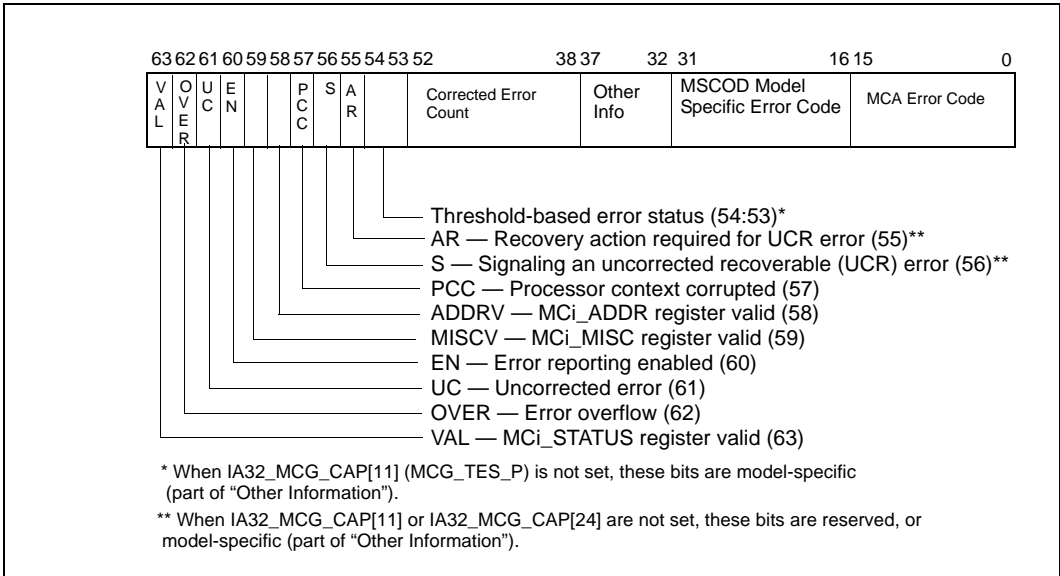 63 62 61 60 59 58 57 56 55 54 53 52 38 37 32 31 16 15 0
VAL
OVER
UC
EN
PCC
S
AR
Corrected Error
Count
Other
Info
MSCOD Model
Specific Error Code
MCA Error Code
Threshold-based error status (54:53)*
AR — Recovery action required for UCR error (55)**
S — Signaling an uncorrected recoverable (UCR) error (56)**
PCC — Processor context corrupted (57)
ADDRV — MCi_ADDR register valid (58)
MISCV — MCi_MISC register valid (59)
EN — Error reporting enabled (60)
UC — Uncorrected error (61)
OVER — Error overflow (62)
VAL — MCi_STATUS register valid (63)
* When IA32_MCG_CAP[11] (MCG_TES_P) is not set, these bits are model-specific
(part of “Other Information”).
** When IA32_MCG_CAP[11] or IA32_MCG_CAP[24] are not set, these bits are reserved, or
model-specific (part of “Other Information”).